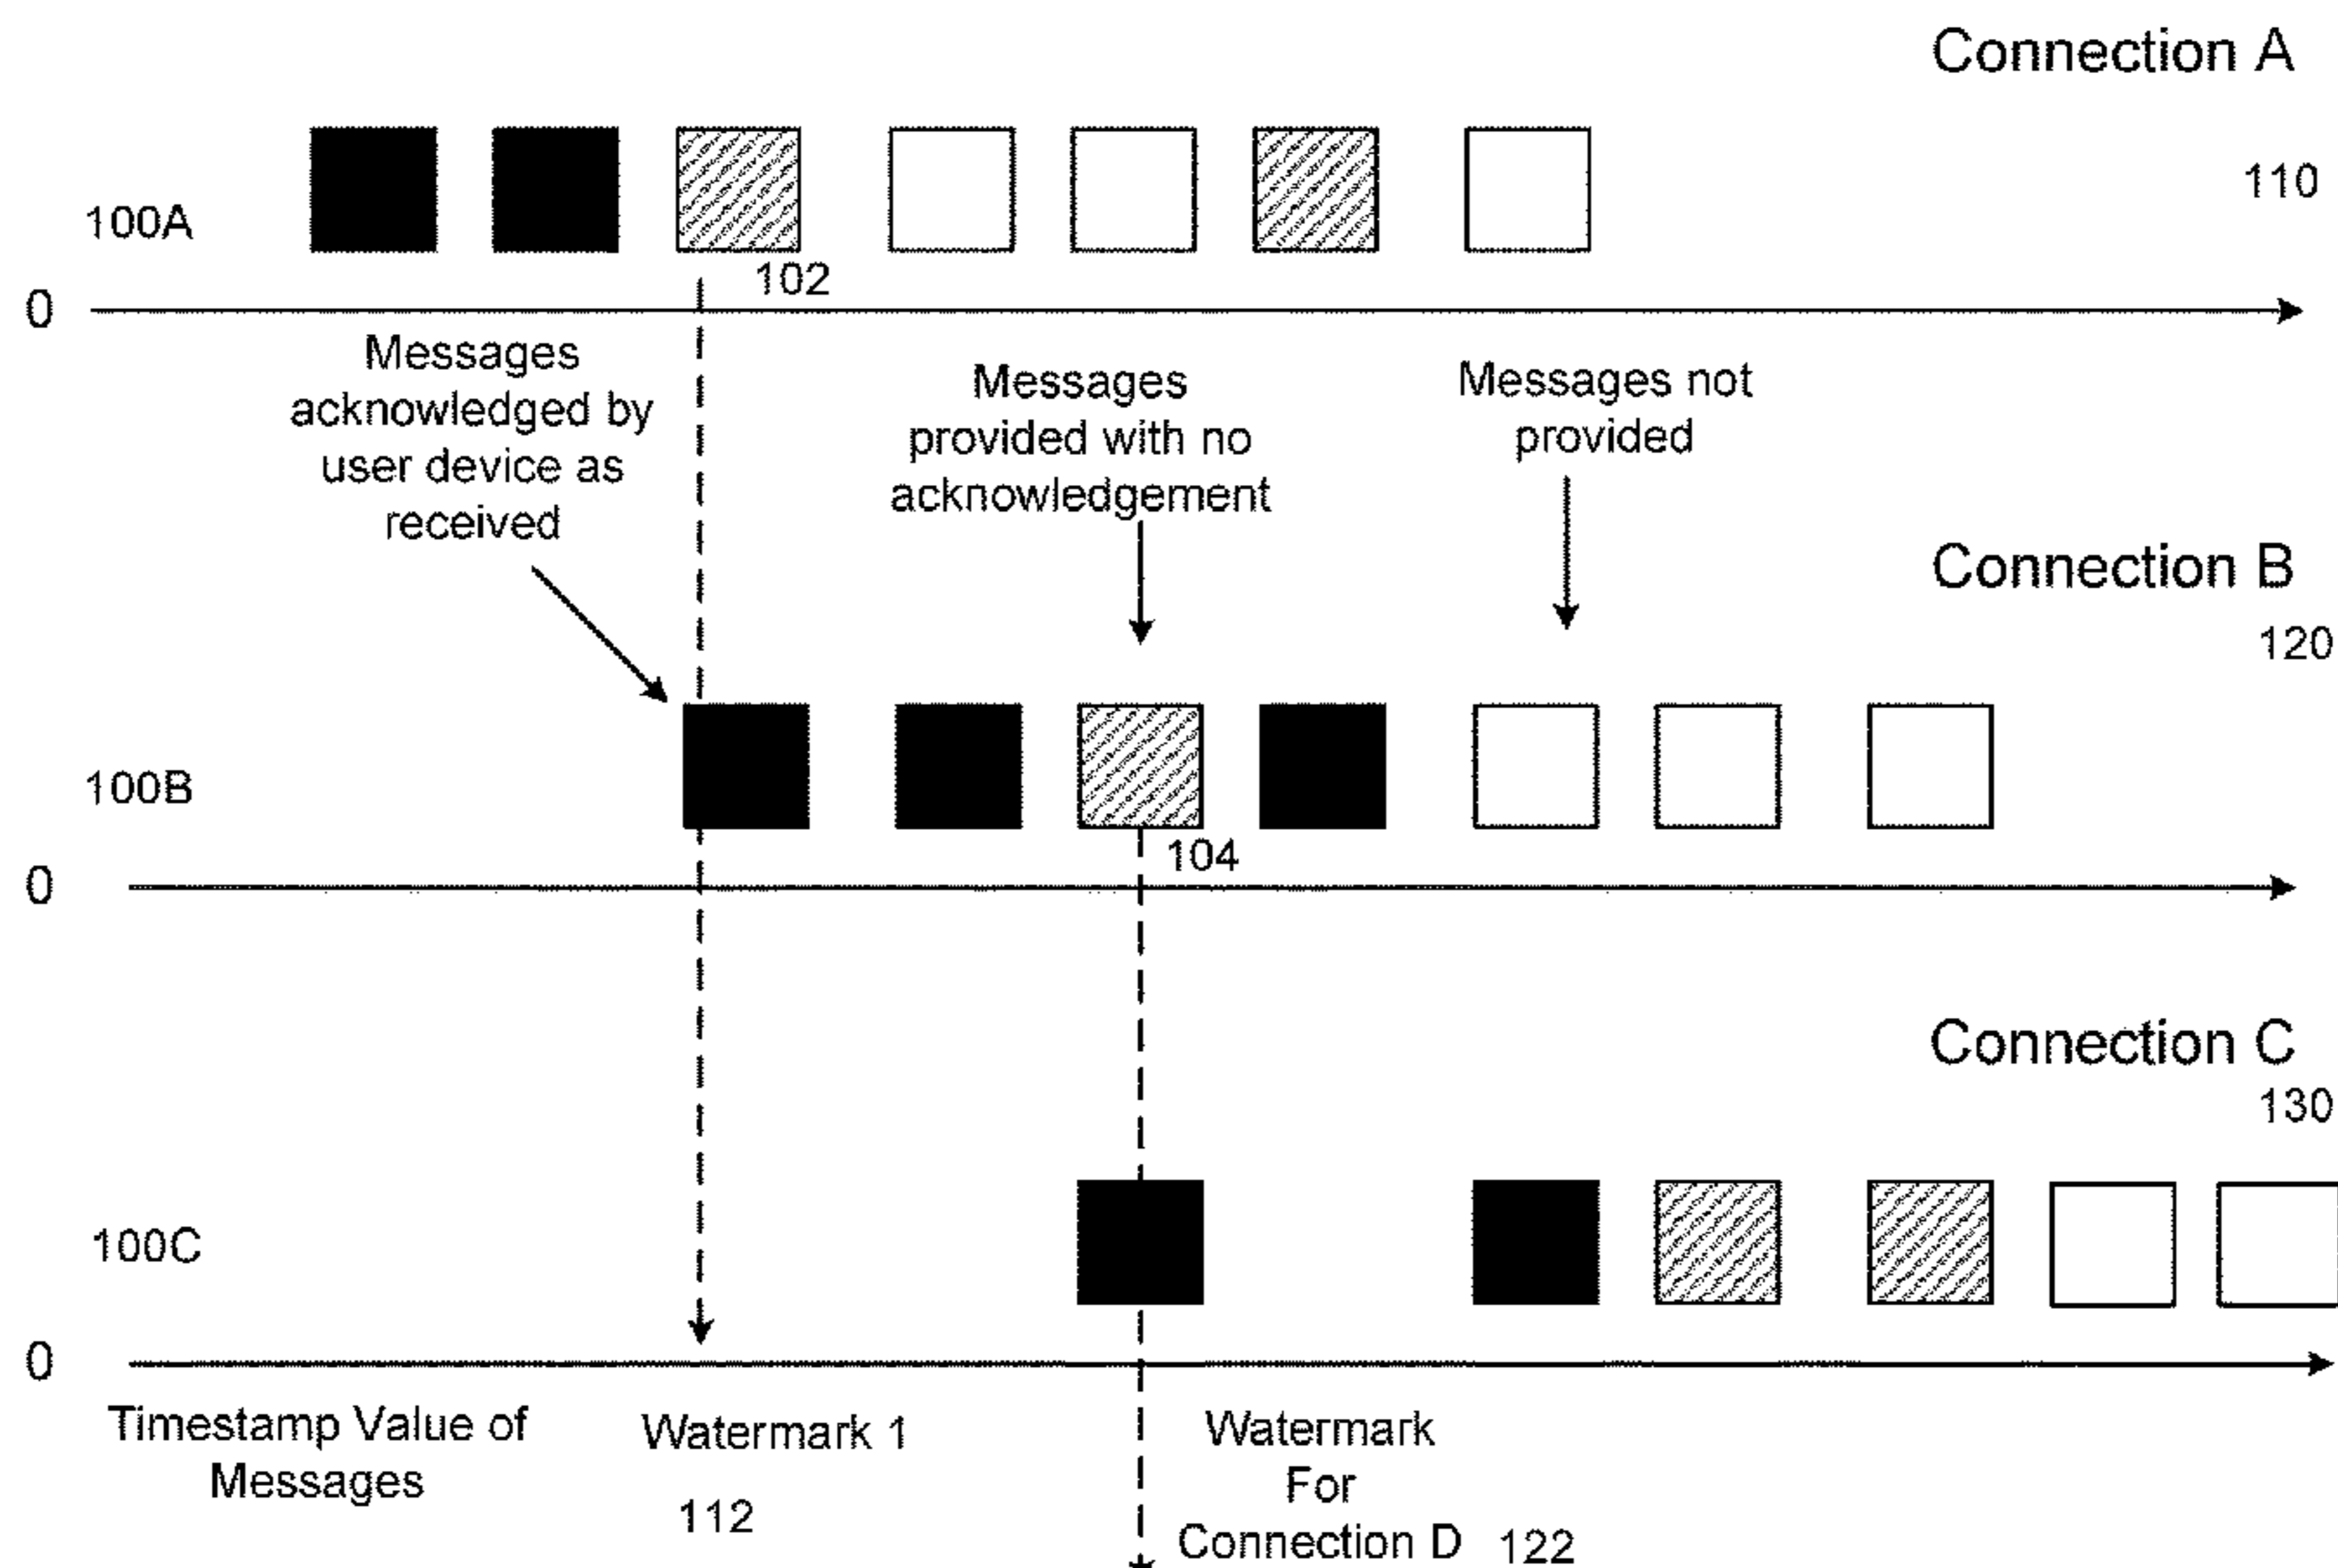 Connection A
110
100A
102
0
Messages
acknowledged by
user device as
received
Messages
provided with no
acknowledgement
Messages not
provided
Connection B
120
100B
104
0
Connection C
130
100C
0
Timestamp Value of
Messages
Watermark 1
112
Watermark
For
Connection D
122